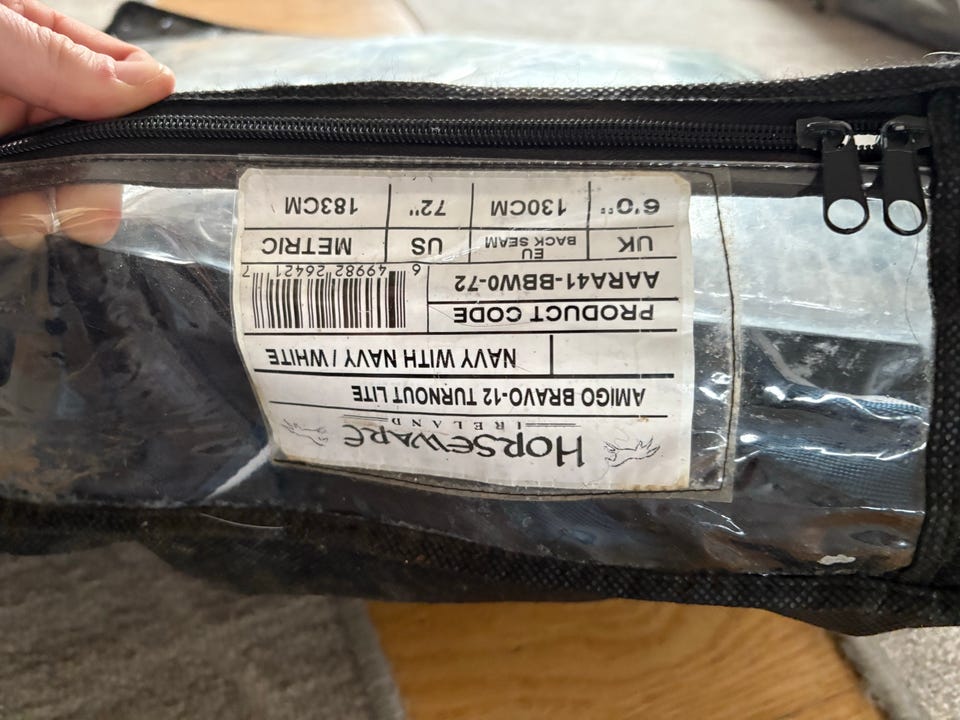 HORSEWARE
IRELAND
AMIGO BRAVO-12 TURNOUT LITE
NAVY WITH NAVY / WHITE
PRODUCT CODE
AARA41-BBW0-72
6 49982 26421 7
UK EU BACK SEAM US METRIC
6'0" 130CM 72" 183CM